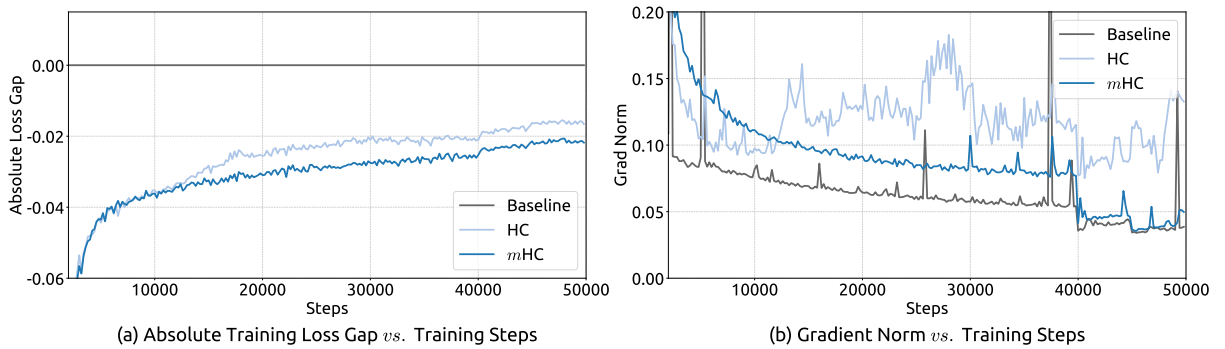 0.00
-0.02
-0.04
-0.06
Absolute Loss Gap
Baseline
HC
mHC
10000 20000 30000 40000 50000
Steps
(a) Absolute Training Loss Gap vs. Training Steps
0.20
0.15
0.10
0.05
0.00
Grad Norm
Baseline
HC
mHC
10000 20000 30000 40000 50000
Steps
(b) Gradient Norm vs. Training Steps